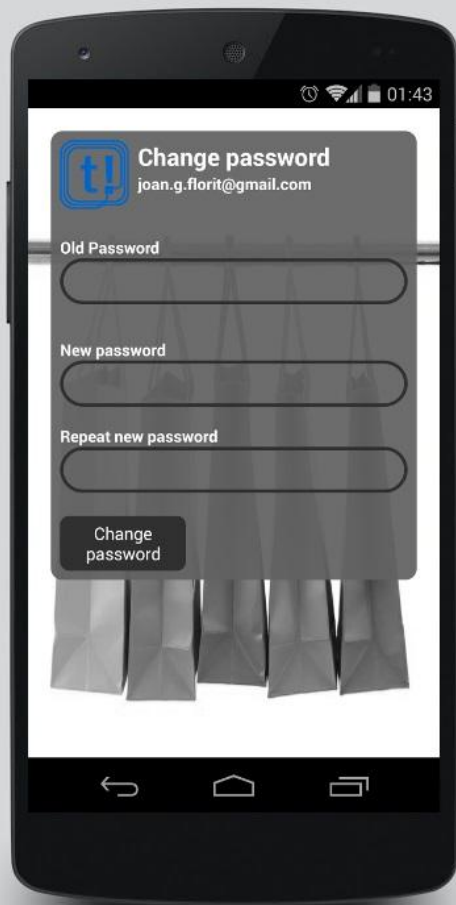 01:43
t!
Change password
joan.g.florit@gmail.com
Old Password
New password
Repeat new password
Change
password